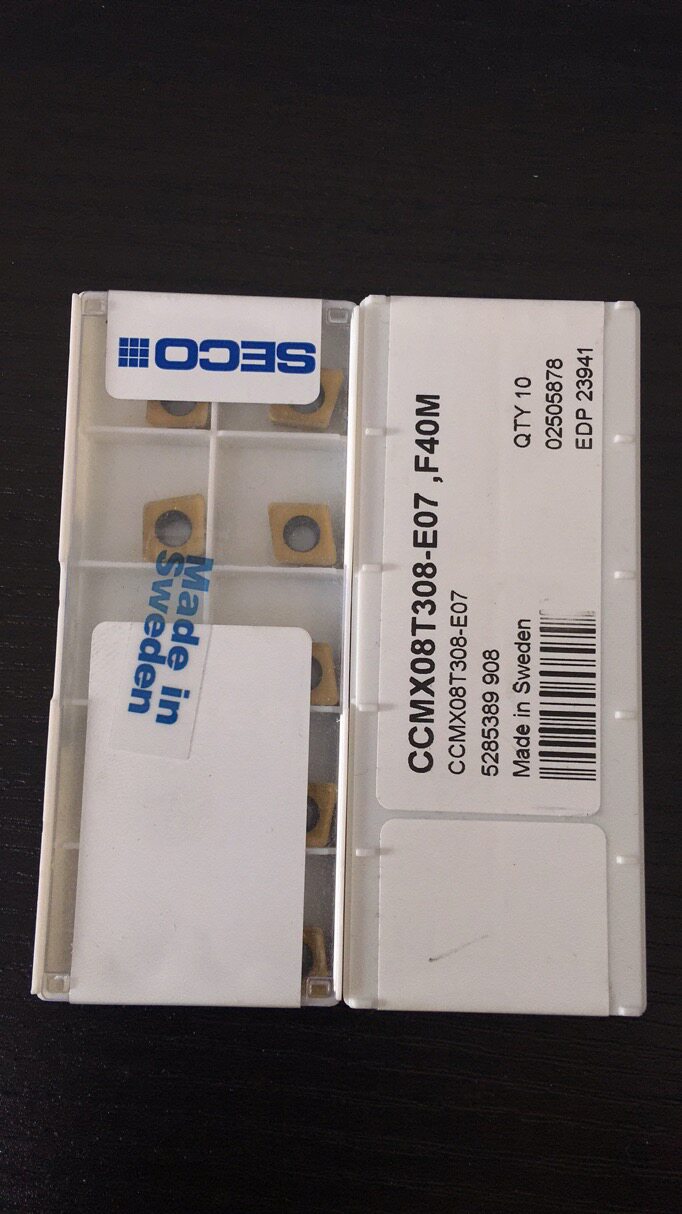 SECO
Made in
Sweden
CCMX08T308-E07 ,F40M
CCMX08T308-E07
5285389 908
Made in Sweden
QTY 10
02505878
EDP 23941